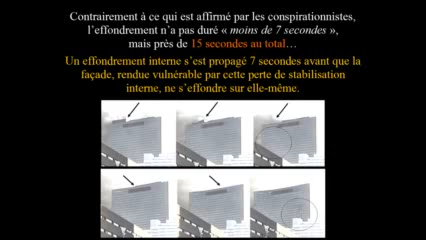 Contrairement à ce qui est affirmé par les conspirationnistes,
l'effondrement n'a pas duré « moins de 7 secondes »,
mais près de 15 secondes au total…
Un effondrement interne s'est propagé 7 secondes avant que la
façade, rendue vulnérable par cette perte de stabilisation
interne, ne s'effondre sur elle-même.